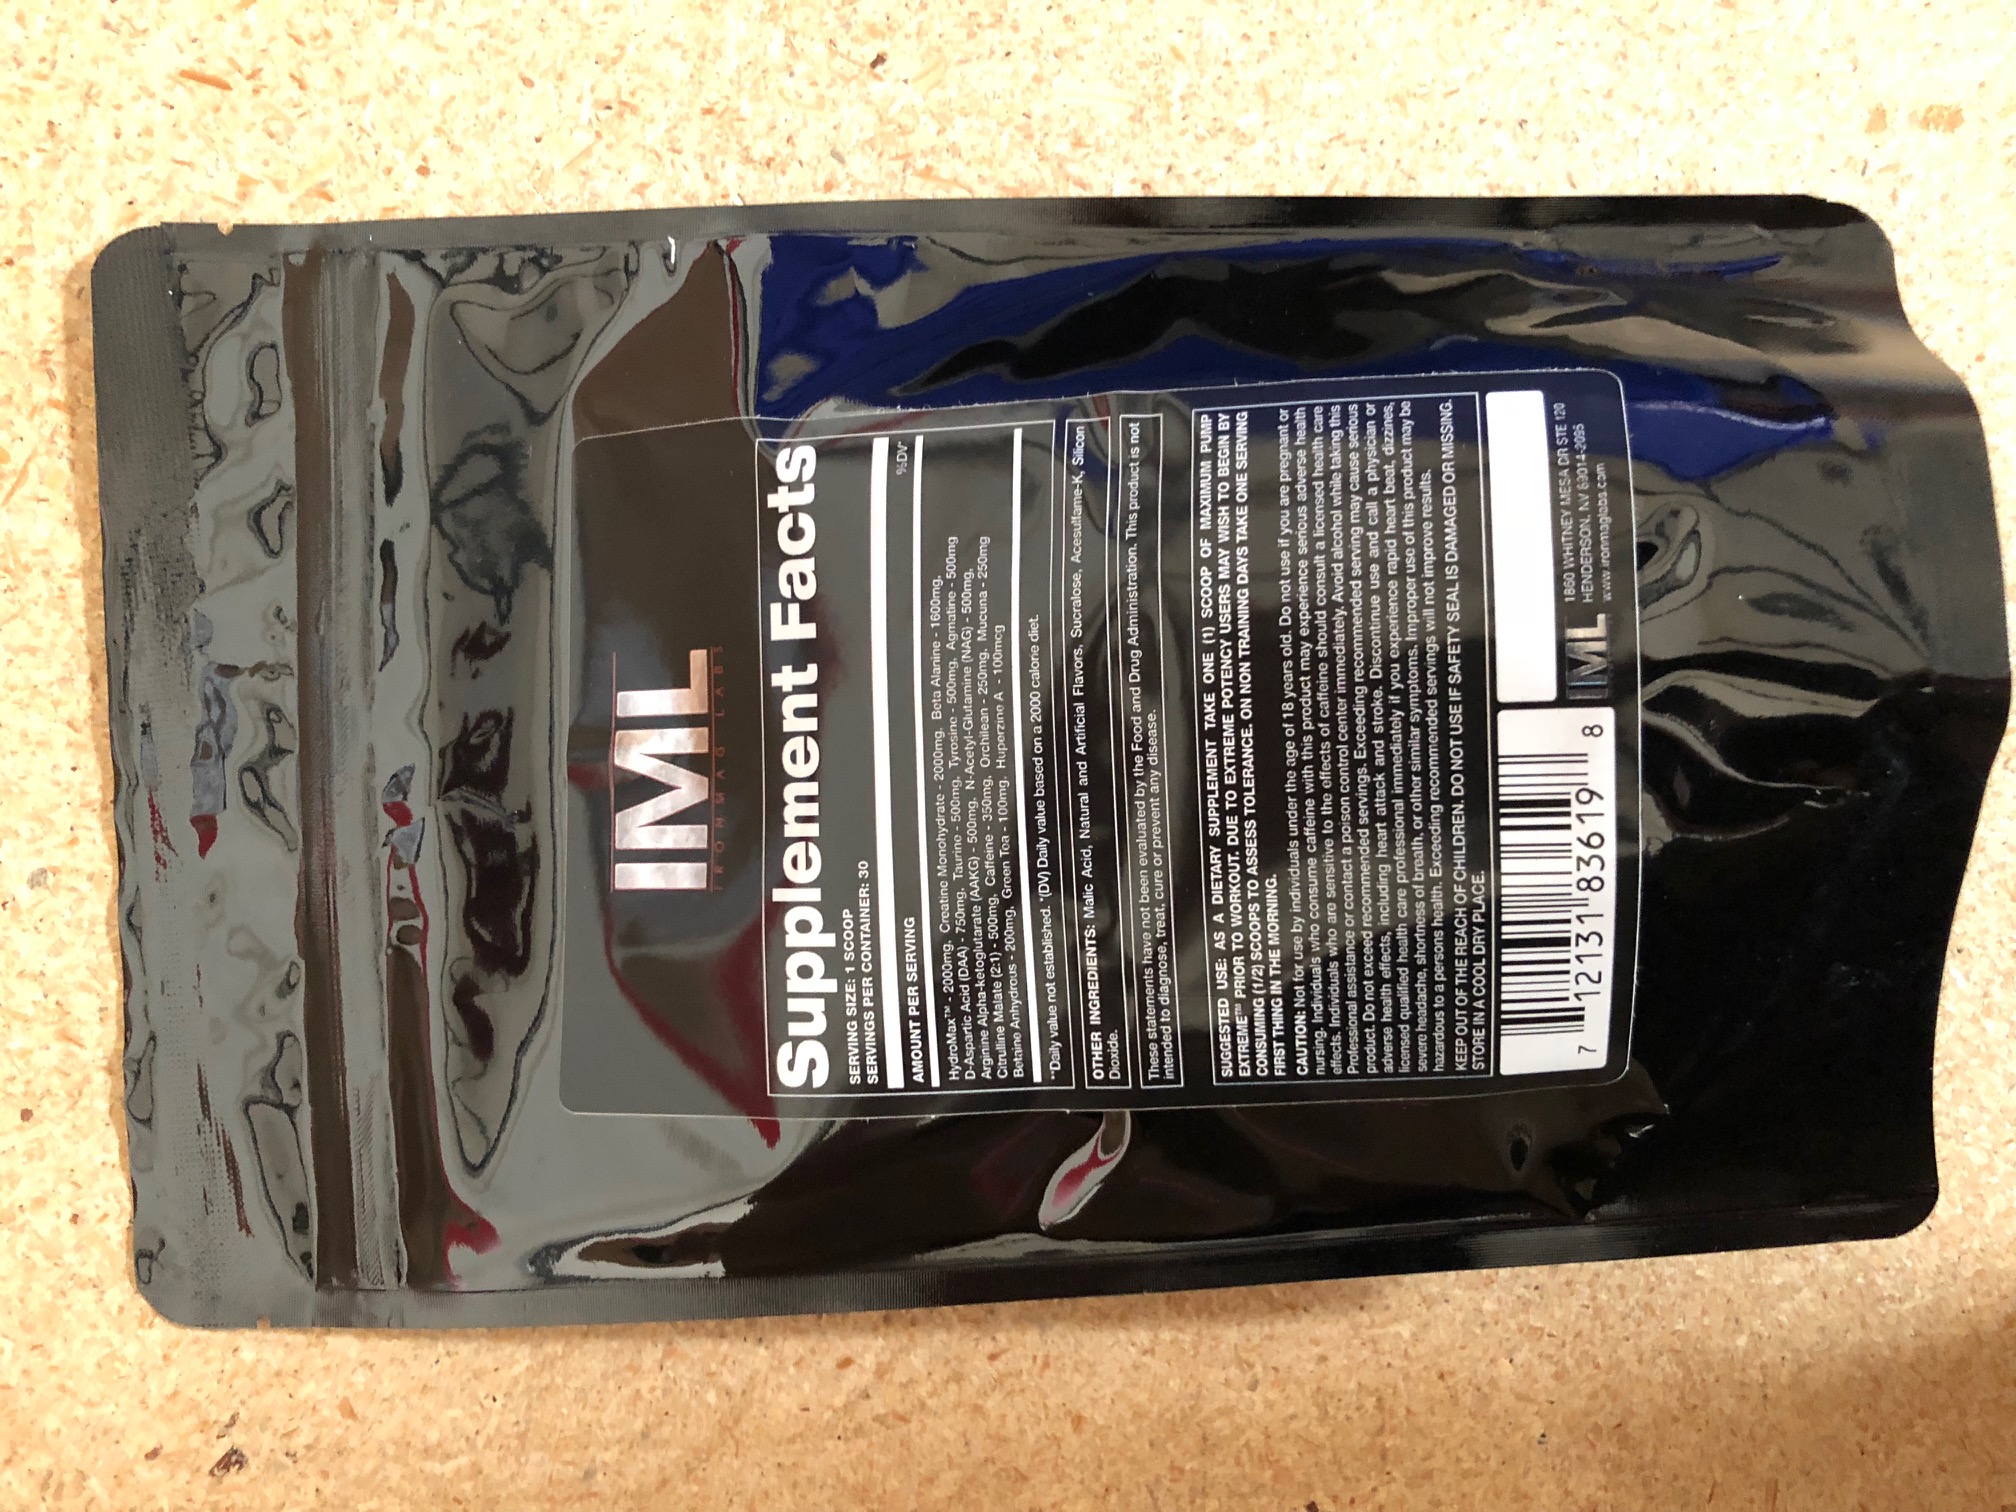 IML
IRONMAG LABS
Supplement Facts
SERVING SIZE: 1 SCOOP
SERVINGS PER CONTAINER: 30
%DV*
AMOUNT PER SERVING
HydroMax™ - 2000mg, Creatine Monohydrate - 2000mg, Beta Alanine - 1600mg,
D-Aspartic Acid (DAA) - 750mg, Taurine - 500mg, Tyrosine - 500mg, Agmatine - 500mg
Arginine Alpha-ketoglutarate (AAKG) - 500mg, N-Acetyl-Glutamine (NAG) - 500mg,
Citrulline Malate (2:1) - 500mg, Caffeine - 350mg, Orchilean - 250mg, Mucuna - 250mg
Betaine Anhydrous - 200mg, Green Tea - 100mg, Huperzine A - 100mcg
**Daily value not established. *(DV) Daily value based on a 2000 calorie diet.
OTHER INGREDIENTS: Malic Acid, Natural and Artificial Flavors, Sucralose, Acesulfame-K, Silicon
Dioxide.
These statements have not been evaluated by the Food and Drug Administration. This product is not
intended to diagnose, treat, cure or prevent any disease.
SUGGESTED USE: AS A DIETARY SUPPLEMENT TAKE ONE (1) SCOOP OF MAXIMUM PUMP
EXTREME™ PRIOR TO WORKOUT. DUE TO EXTREME POTENCY USERS MAY WISH TO BEGIN BY
CONSUMING (1/2) SCOOPS TO ASSESS TOLERANCE. ON NON TRAINING DAYS TAKE ONE SERVING
FIRST THING IN THE MORNING.
CAUTION: Not for use by individuals under the age of 18 years old. Do not use if you are pregnant or
nursing. Individuals who consume caffeine with this product may experience serious adverse health
effects. Individuals who are sensitive to the effects of caffeine should consult a licensed health care
Professional assistance or contact a poison control center immediately. Avoid alcohol while taking this
product. Do not exceed recommended servings. Exceeding recommended serving may cause serious
adverse health effects, including heart attack and stroke. Discontinue use and call a physician or
licensed qualified health care professional immediately if you experience rapid heart beat, dizzines,
severe headache, shortness of breath, or other similar symptoms. Improper use of this product may be
hazardous to a persons health. Exceeding recommended servings will not improve results.
KEEP OUT OF THE REACH OF CHILDREN. DO NOT USE IF SAFETY SEAL IS DAMAGED OR MISSING.
STORE IN A COOL DRY PLACE.
7 12131 83619 8
IML
1860 WHITNEY MESA DR STE 120
HENDERSON, NV 89014-2095
www.ironmaglabs.com